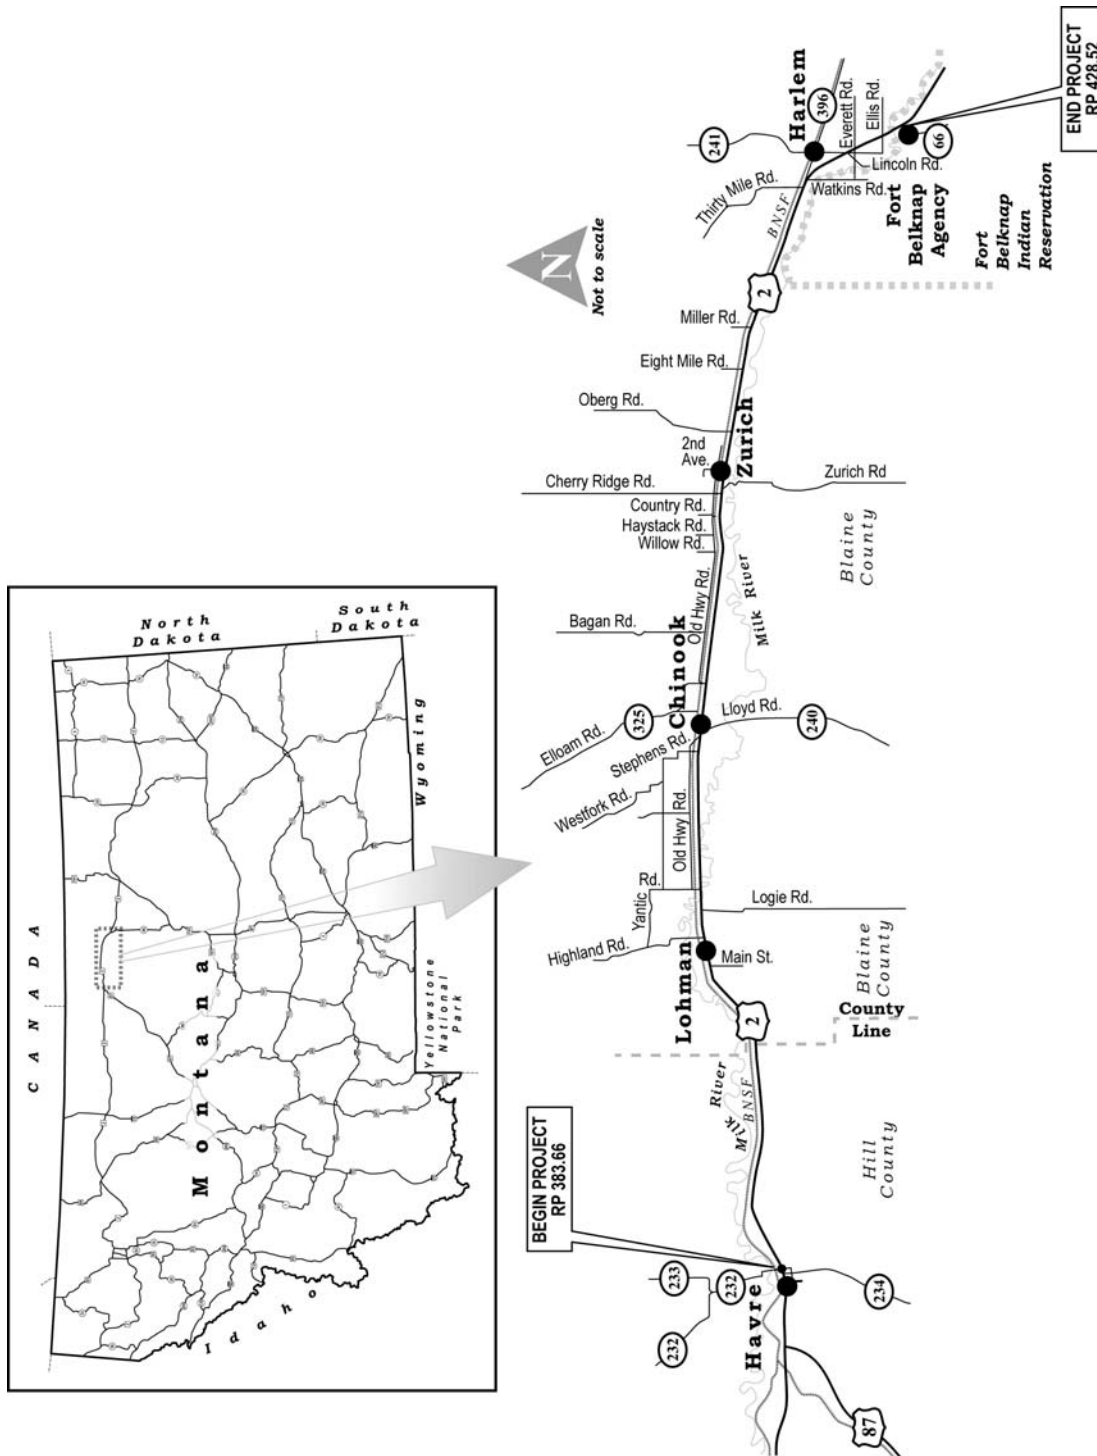 CANADA
North
Dakota
South
Dakota
Montana
Wyoming
Yellowstone
National
Park
Idaho
N
Not to scale
BEGIN PROJECT
RP 383.66
END PROJECT
RP 428.52
Havre
232
233
232
234
87
Milk River
BNSF
Hill
County
County
Line
Blaine
County
2
Lohman
Highland Rd.
Main St.
Yantic
Rd.
Logie Rd.
Old Hwy Rd.
Westfork Rd.
Stephens Rd.
Elloam Rd.
325
Chinook
Lloyd Rd.
240
Bagan Rd.
Old Hwy Rd.
Milk River
Willow Rd.
Haystack Rd.
Country Rd.
Cherry Ridge Rd.
2nd
Ave.
Zurich
Zurich Rd
Blaine
County
Oberg Rd.
Eight Mile Rd.
Miller Rd.
2
BNSF
Thirty Mile Rd.
241
Harlem
396
Watkins Rd.
Lincoln Rd.
Everett Rd.
Ellis Rd.
66
Fort
Belknap
Agency
Fort
Belknap
Indian
Reservation